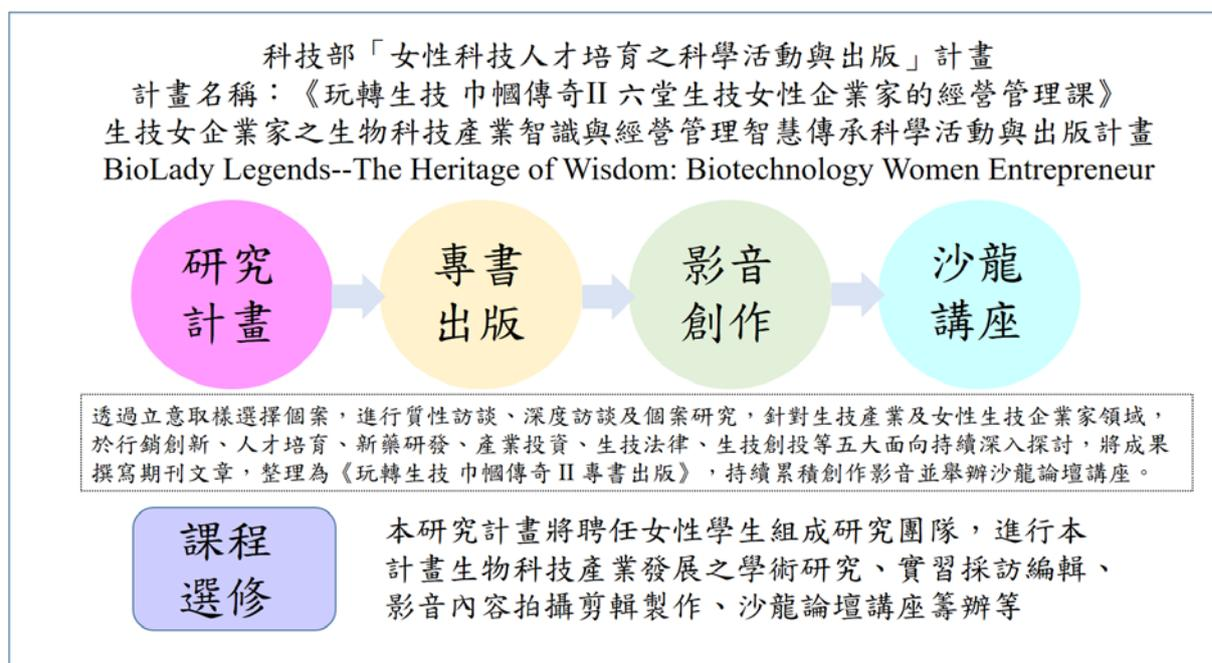 科技部「女性科技人才培育之科學活動與出版」計畫
計畫名稱：《玩轉生技 巾幗傳奇II 六堂生技女性企業家的經營管理課》
生技女企業家之生物科技產業智識與經營管理智慧傳承科學活動與出版計畫
BioLady Legends--The Heritage of Wisdom: Biotechnology Women Entrepreneur
研究
計畫
專書
出版
影音
創作
沙龍
講座
透過立意取樣選擇個案，進行質性訪談、深度訪談及個案研究，針對生技產業及女性生技企業家領域，
於行銷創新、人才培育、新藥研發、產業投資、生技法律、生技創投等五大面向持續深入探討，將成果
撰寫期刊文章，整理為《玩轉生技 巾幗傳奇 II 專書出版》，持續累積創作影音並舉辦沙龍論壇講座。
課程
選修
本研究計畫將聘任女性學生組成研究團隊，進行本
計畫生物科技產業發展之學術研究、實習採訪編輯、
影音內容拍攝剪輯製作、沙龍論壇講座籌辦等